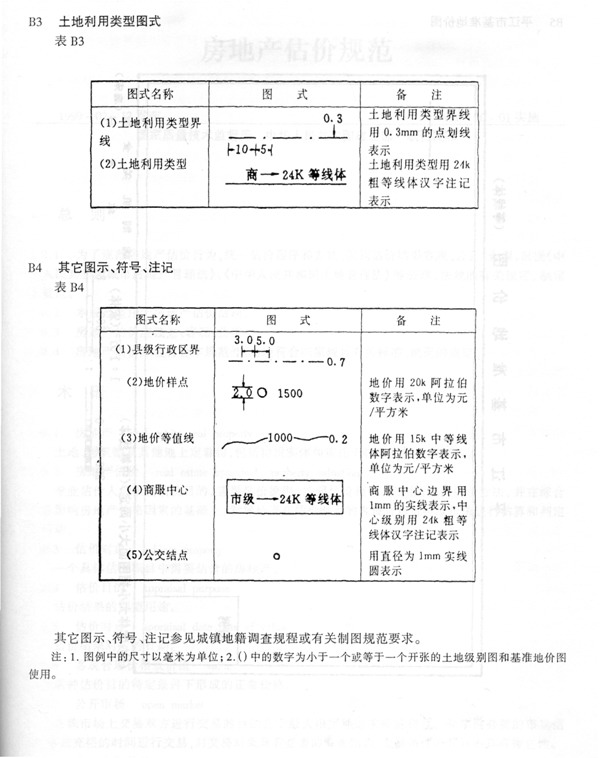 B3 土地利用类型图式
表 B3
图式名称 图 式 备 注
(1)土地利用类型界
线
0.3
10 5
土地利用类型界线
用 0.3mm 的点划线
表示
(2)土地利用类型
商 24K 等线体
土地利用类型用 24k
粗等线体汉字注记
表示
B4 其它图示、符号、注记
表 B4
图式名称 图 式 备 注
(1)县级行政区界
3.0 5.0
0.7
(2)地价样点
2.0 1500
地价用 20k 阿拉伯
数字表示,单位为元
/平方米
(3)地价等值线
1000 0.2
地价用 15k 中等线
体阿拉伯数字表示,
单位为元/平方米
(4)商服中心
市级 24K 等线体
商服中心边界用
1mm 的实线表示,中
心级别用 24k 粗等
线体汉字注记表示
(5)公交结点
用直径为 1mm 实线
圆表示
其它图示、符号、注记参见城镇地籍调查规程或有关制图规范要求。
注:1. 图例中的尺寸以毫米为单位;2.()中的数字为小于一个或等于一个开张的土地级别图和基准地价图
使用。